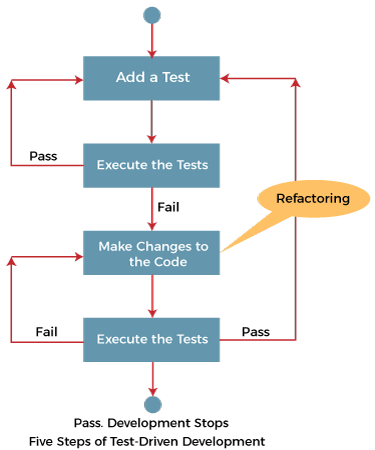 Add a Test
Pass
Execute the Tests
Fail
Refactoring
Make Changes to
the Code
Fail
Execute the Tests
Pass
Pass. Development Stops
Five Steps of Test-Driven Development